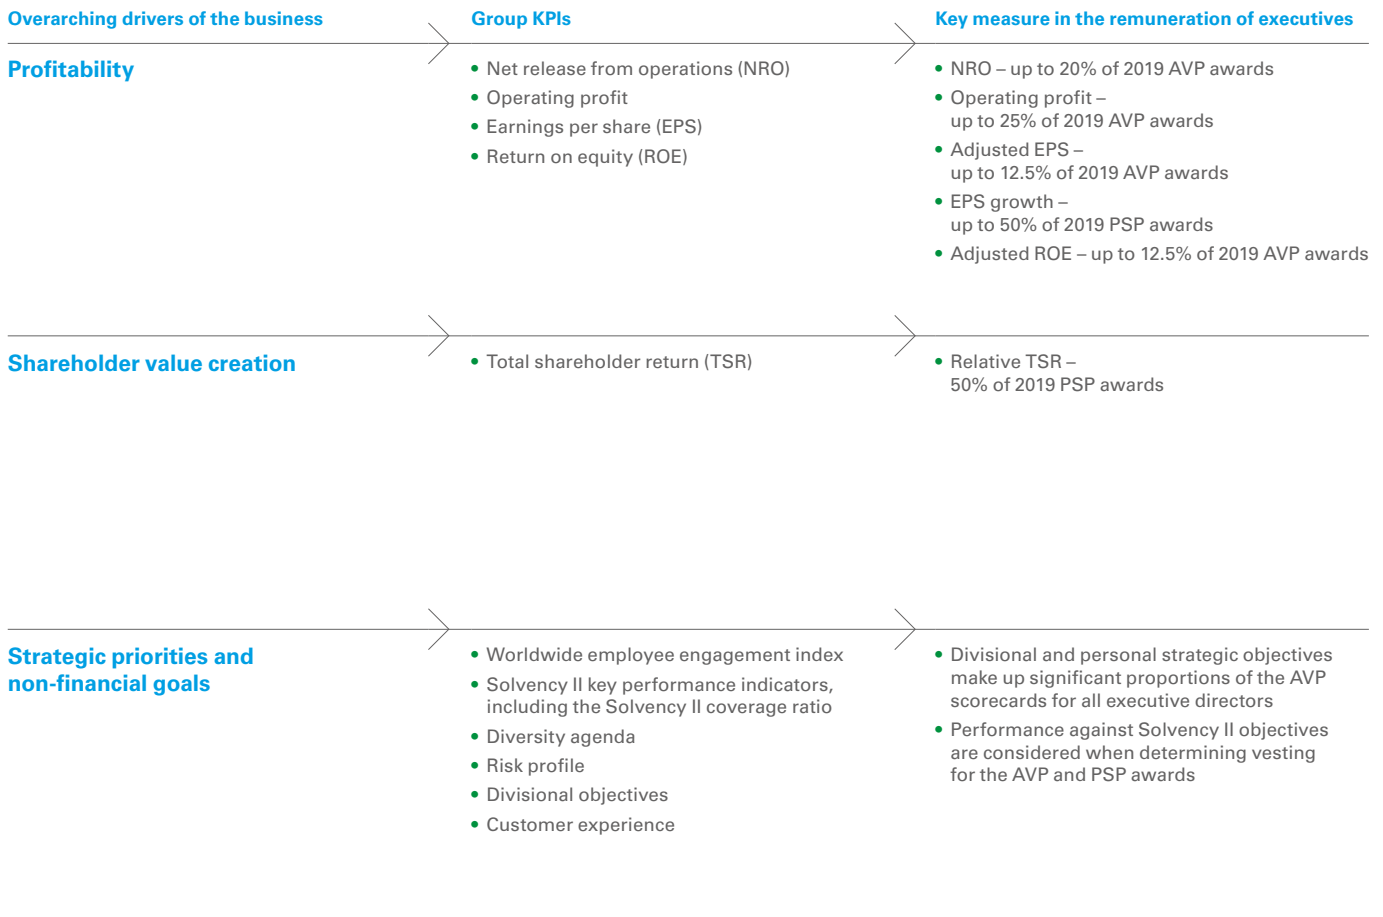 Overarching drivers of the business
Group KPIs
Key measure in the remuneration of executives
Profitability
• Net release from operations (NRO)
• Operating profit
• Earnings per share (EPS)
• Return on equity (ROE)
• NRO – up to 20% of 2019 AVP awards
• Operating profit –
up to 25% of 2019 AVP awards
• Adjusted EPS –
up to 12.5% of 2019 AVP awards
• EPS growth –
up to 50% of 2019 PSP awards
• Adjusted ROE – up to 12.5% of 2019 AVP awards
Shareholder value creation
• Total shareholder return (TSR)
• Relative TSR –
50% of 2019 PSP awards
Strategic priorities and
non-financial goals
• Worldwide employee engagement index
• Solvency II key performance indicators,
including the Solvency II coverage ratio
• Diversity agenda
• Risk profile
• Divisional objectives
• Customer experience
• Divisional and personal strategic objectives
make up significant proportions of the AVP
scorecards for all executive directors
• Performance against Solvency II objectives
are considered when determining vesting
for the AVP and PSP awards